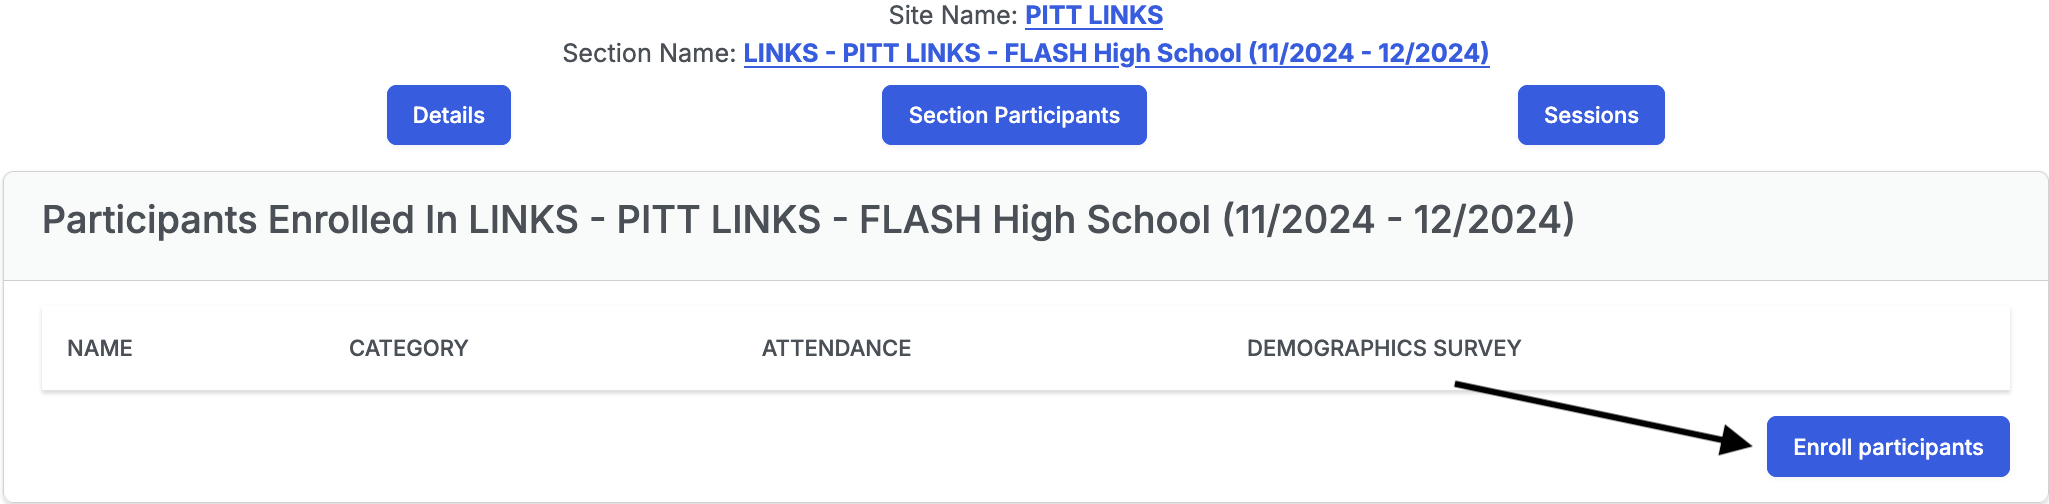 Site Name: PITT LINKS
Section Name: LINKS - PITT LINKS - FLASH High School (11/2024 - 12/2024)
Details
Section Participants
Sessions
Participants Enrolled In LINKS - PITT LINKS - FLASH High School (11/2024 - 12/2024)
NAME CATEGORY ATTENDANCE DEMOGRAPHICS SURVEY
Enroll participants